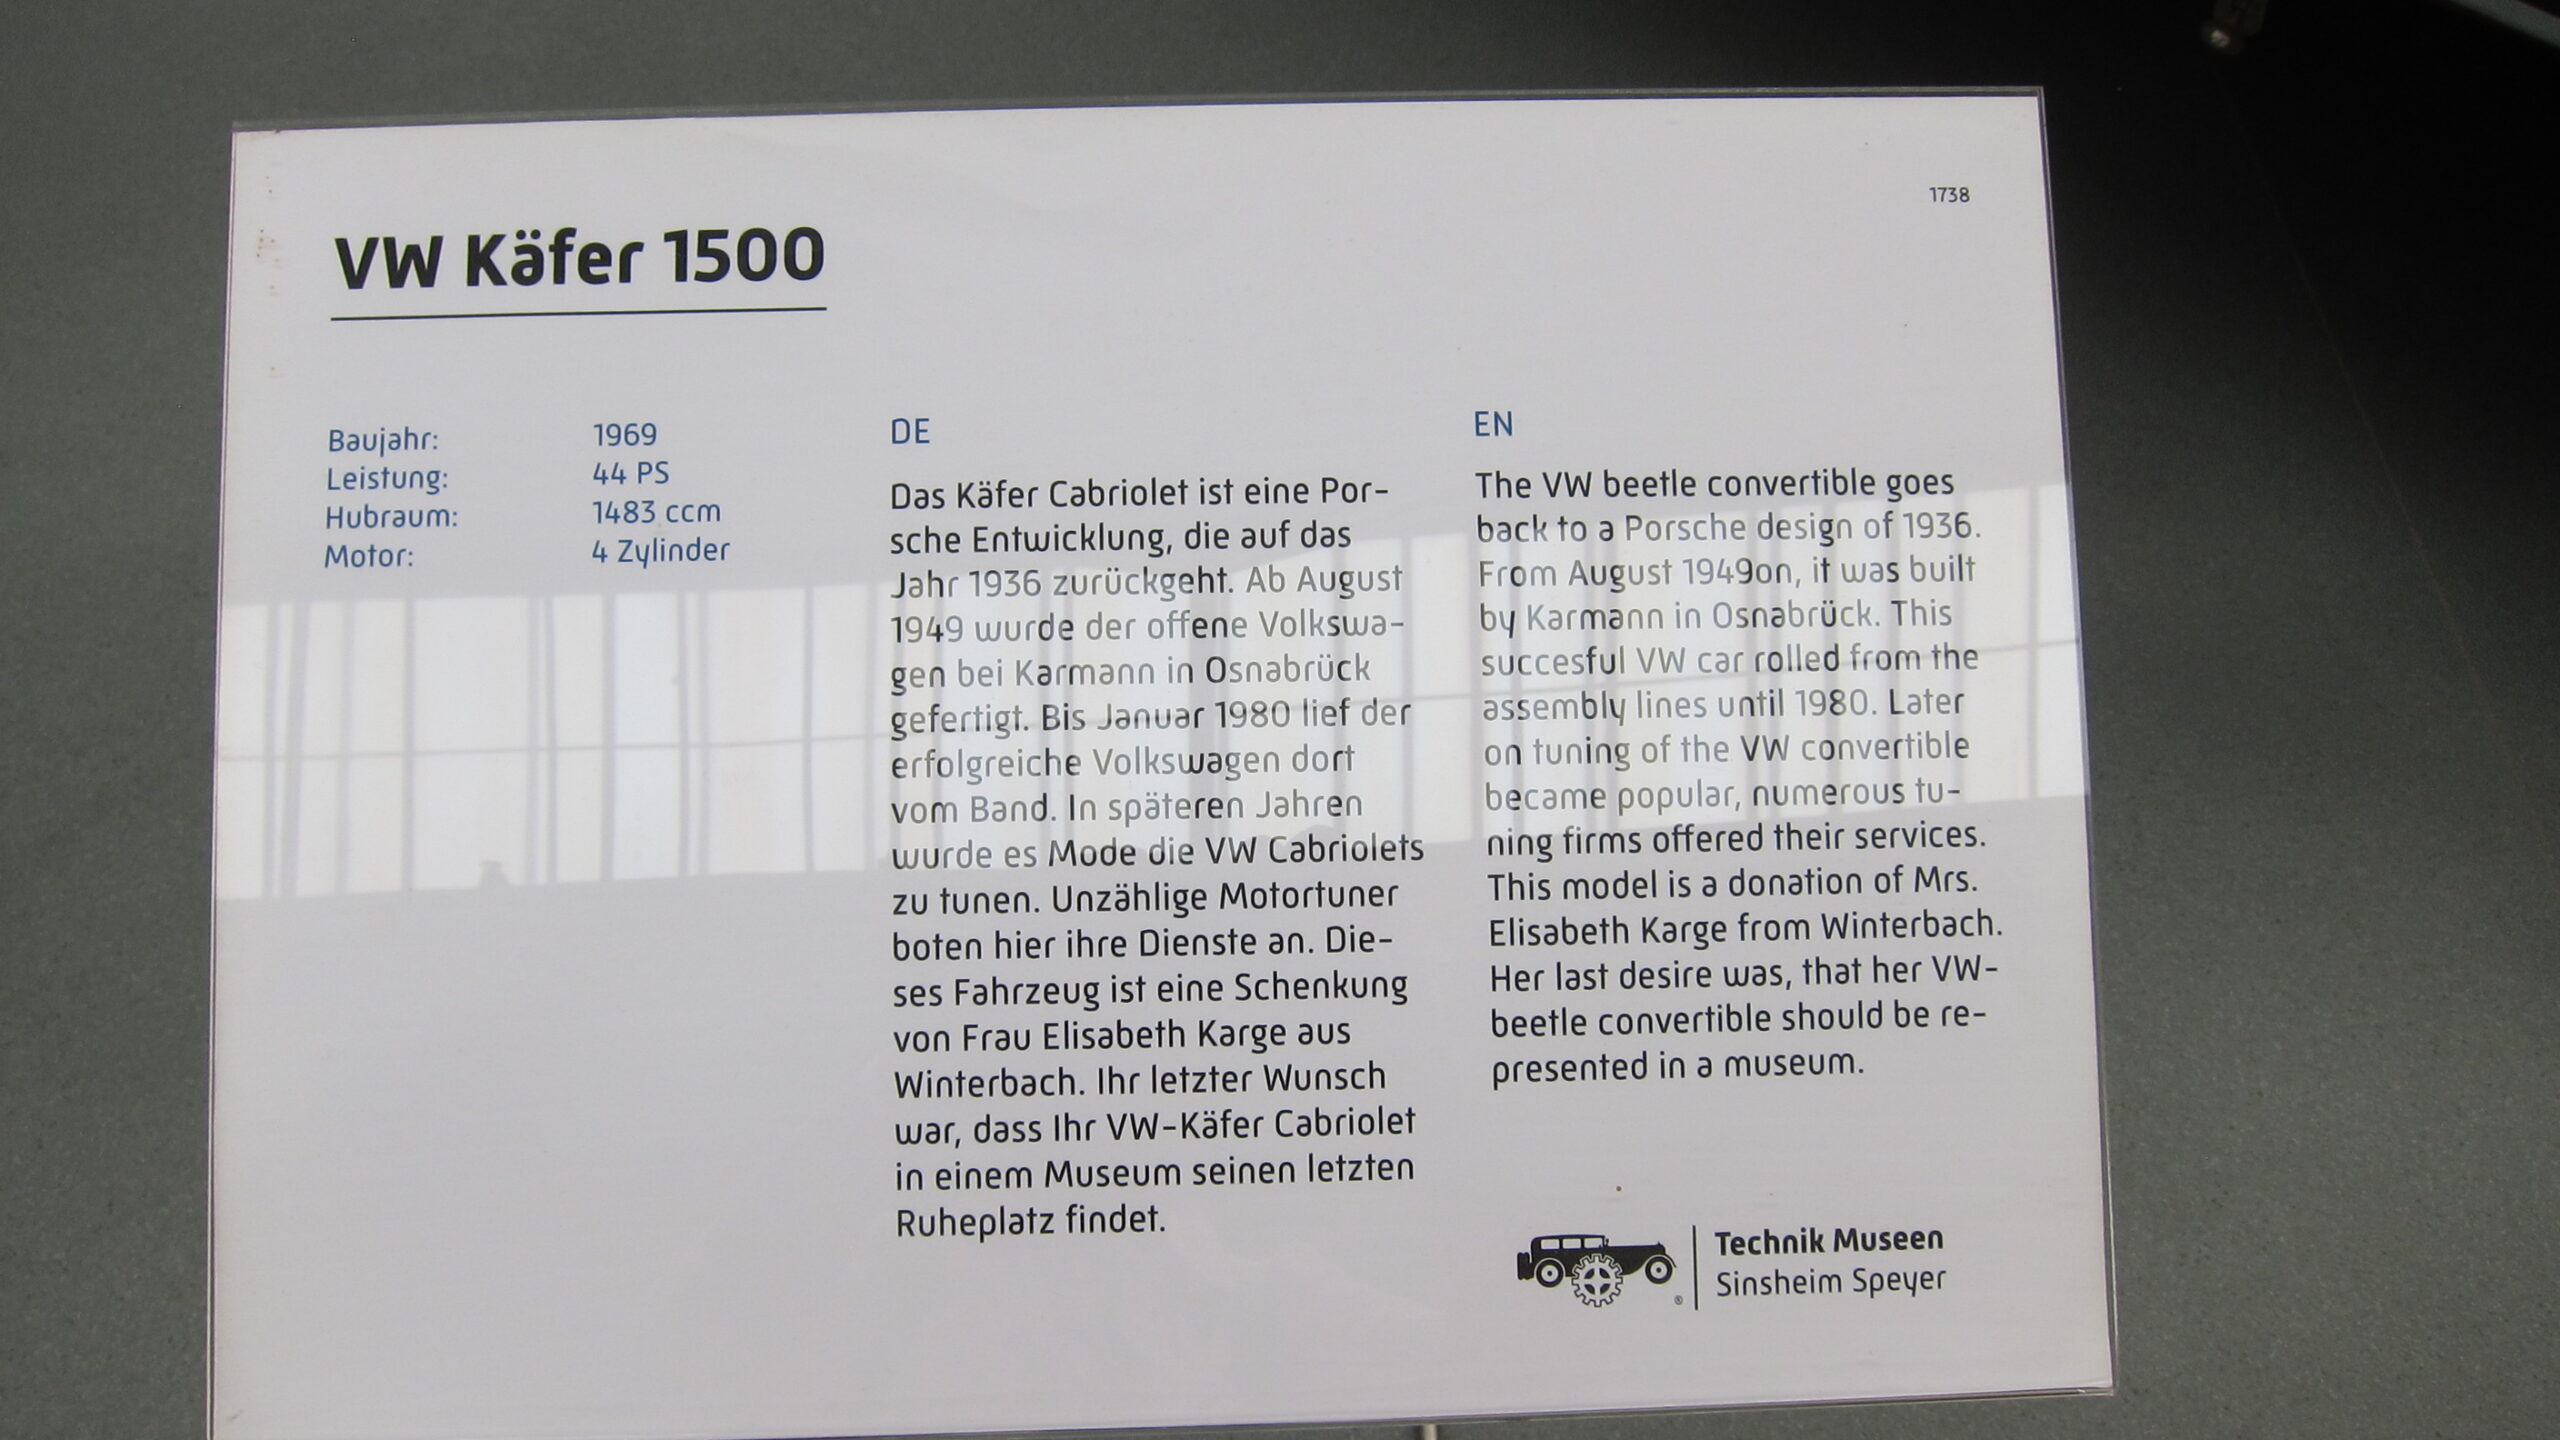 1738
VW Käfer 1500
Baujahr: 1969
Leistung: 44 PS
Hubraum: 1483 ccm
Motor: 4 Zylinder
DE
Das Käfer Cabriolet ist eine Por-
sche Entwicklung, die auf das
Jahr 1936 zurückgeht. Ab August
1949 wurde der offene Volkswa-
gen bei Karmann in Osnabrück
gefertigt. Bis Januar 1980 lief der
erfolgreiche Volkswagen dort
vom Band. In späteren Jahren
wurde es Mode die VW Cabriolets
zu tunen. Unzählige Motortuner
boten hier ihre Dienste an. Die-
ses Fahrzeug ist eine Schenkung
von Frau Elisabeth Karge aus
Winterbach. Ihr letzter Wunsch
war, dass Ihr VW-Käfer Cabriolet
in einem Museum seinen letzten
Ruheplatz findet.
EN
The VW beetle convertible goes
back to a Porsche design of 1936.
From August 1949on, it was built
by Karmann in Osnabrück. This
succesful VW car rolled from the
assembly lines until 1980. Later
on tuning of the VW convertible
became popular, numerous tu-
ning firms offered their services.
This model is a donation of Mrs.
Elisabeth Karge from Winterbach.
Her last desire was, that her VW-
beetle convertible should be re-
presented in a museum.
®
Technik Museen
Sinsheim Speyer